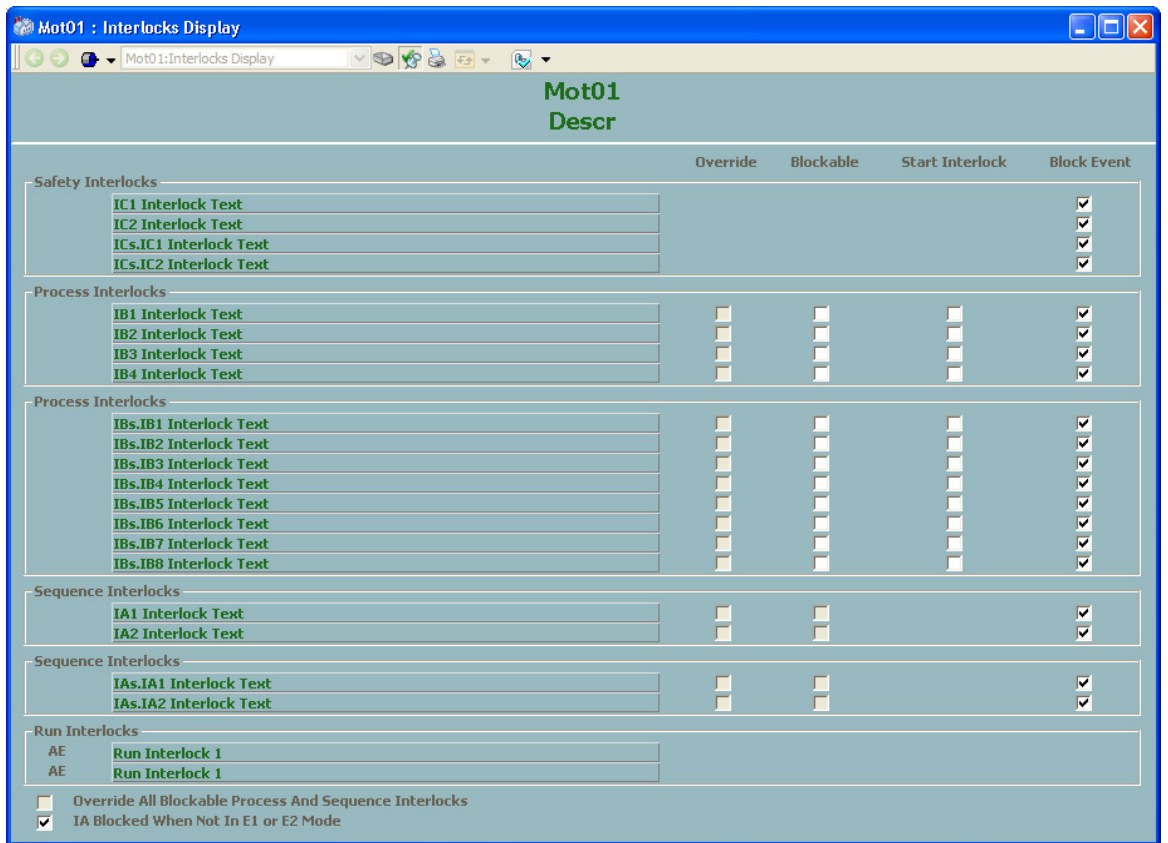 Mot01 : Interlocks Display
Mot01:Interlocks Display
Mot01
Descr
Override Blockable Start Interlock Block Event
Safety Interlocks
IC1 Interlock Text
IC2 Interlock Text
ICs.IC1 Interlock Text
ICs.IC2 Interlock Text
Process Interlocks
IB1 Interlock Text
IB2 Interlock Text
IB3 Interlock Text
IB4 Interlock Text
Process Interlocks
IBs.IB1 Interlock Text
IBs.IB2 Interlock Text
IBs.IB3 Interlock Text
IBs.IB4 Interlock Text
IBs.IB5 Interlock Text
IBs.IB6 Interlock Text
IBs.IB7 Interlock Text
IBs.IB8 Interlock Text
Sequence Interlocks
IA1 Interlock Text
IA2 Interlock Text
Sequence Interlocks
IAs.IA1 Interlock Text
IAs.IA2 Interlock Text
Run Interlocks
AE Run Interlock 1
AE Run Interlock 1
Override All Blockable Process And Sequence Interlocks
IA Blocked When Not In E1 or E2 Mode